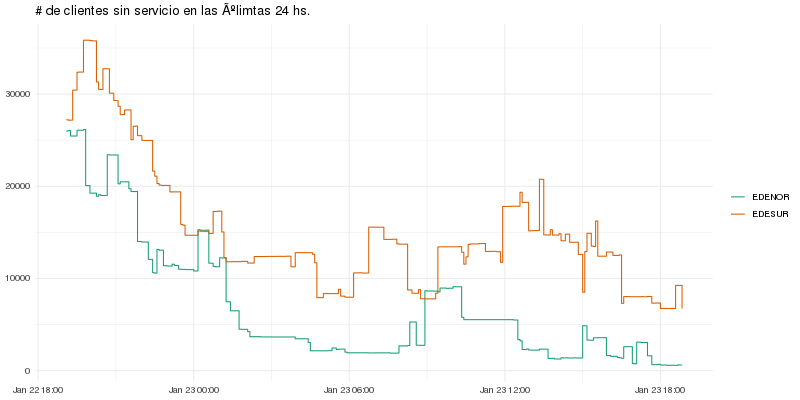 # de clientes sin servicio en las Ãºlimtas 24 hs.
30000
20000
10000
0
Jan 22 18:00
Jan 23 00:00
Jan 23 06:00
Jan 23 12:00
Jan 23 18:00
EDENOR
EDESUR